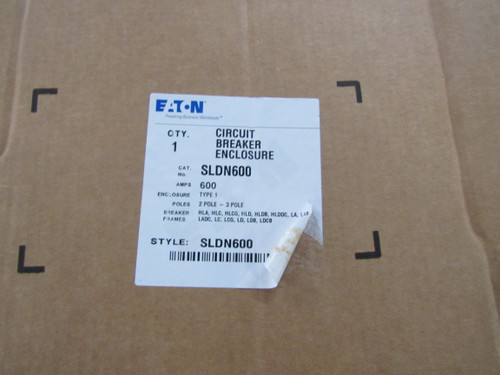 EATON
Powering Business Worldwide
QTY. CIRCUIT
1 BREAKER
ENCLOSURE
CAT. No. SLDN600
AMPS 600
ENCLOSURE TYPE 1
POLES 2 POLE - 3 POLE
BREAKER HLA, HLC, HLCG, HLD, HLDB, HLDDC, LA, LAB
FRAMES LADC, LC, LCG, LD, LDB, LDCB
STYLE: SLDN600